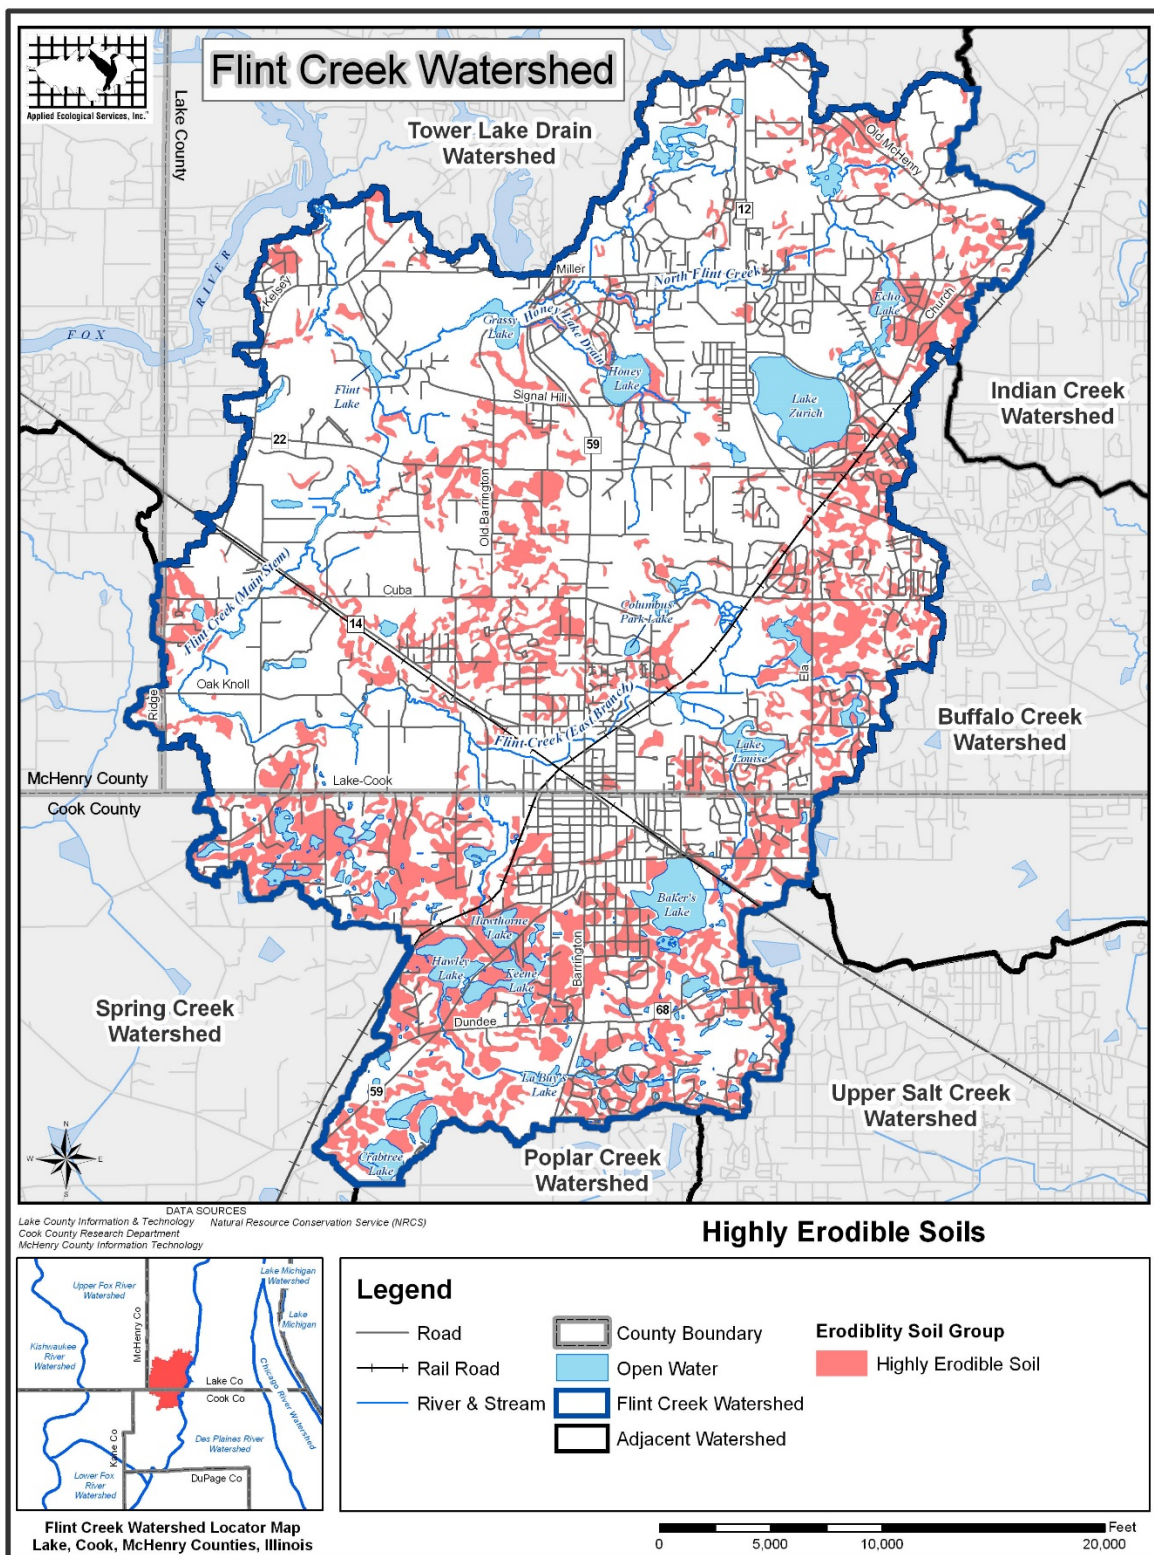 Applied Ecological Services, Inc.™
Flint Creek Watershed
Lake County
Tower Lake Drain
Watershed
Old McHenry
12
RIVER
FOX
Kelsey
Miller
North Flint Creek
Echo
Lake
Church
Grassy
Lake
Honey Lake Drain
Honey
Lake
Flint
Lake
Signal Hill
Lake
Zurich
Indian Creek
Watershed
22
59
Old Barrington
Flint Creek (Main Stem)
Cuba
Columbus
Park Lake
14
Oak Knoll
Ridge
Ela
Flint Creek (East Branch)
Buffalo Creek
Watershed
Lake
Louise
McHenry County
Lake-Cook
Cook County
Baker's
Lake
Hawthorne
Lake
Hawley
Lake
Keene
Lake
Barrington
Spring Creek
Watershed
68
Dundee
La Buy's
Lake
59
Upper Salt Creek
Watershed
Crabtree
Lake
Poplar Creek
Watershed
N
W
E
S
DATA SOURCES
Lake County Information & Technology
Natural Resource Conservation Service (NRCS)
Cook County Research Department
McHenry County Information Technology
Highly Erodible Soils
Upper Fox River
Watershed
Lake Michigan
Watershed
McHenry Co
Lake
Michigan
Kishwaukee
River
Watershed
Chicago River Watershed
Lake Co
Cook Co
Kane Co
Des Plaines River
Watershed
Lower Fox
River
Watershed
DuPage Co
Flint Creek Watershed Locator Map
Lake, Cook, McHenry Counties, Illinois
Legend
Road
Rail Road
River & Stream
County Boundary
Open Water
Flint Creek Watershed
Adjacent Watershed
Erodiblity Soil Group
Highly Erodible Soil
Feet
0
5,000
10,000
20,000